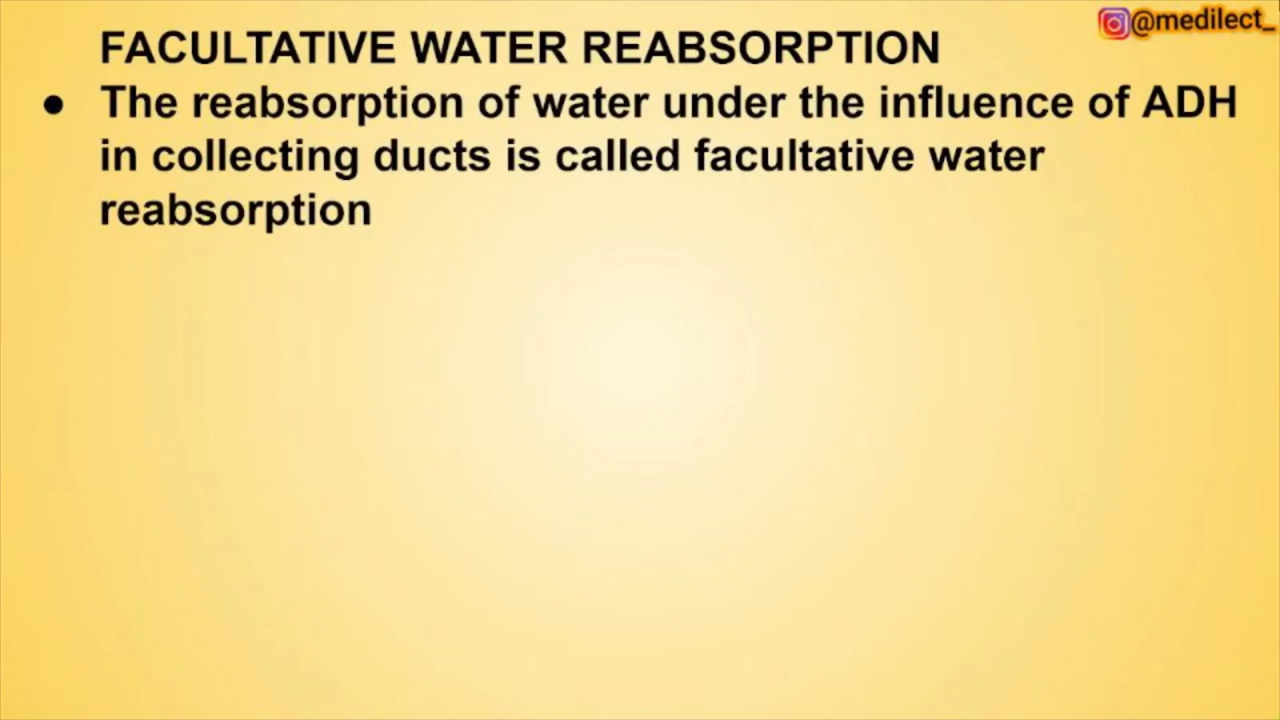 @medilect_
FACULTATIVE WATER REABSORPTION
● The reabsorption of water under the influence of ADH
in collecting ducts is called facultative water
reabsorption